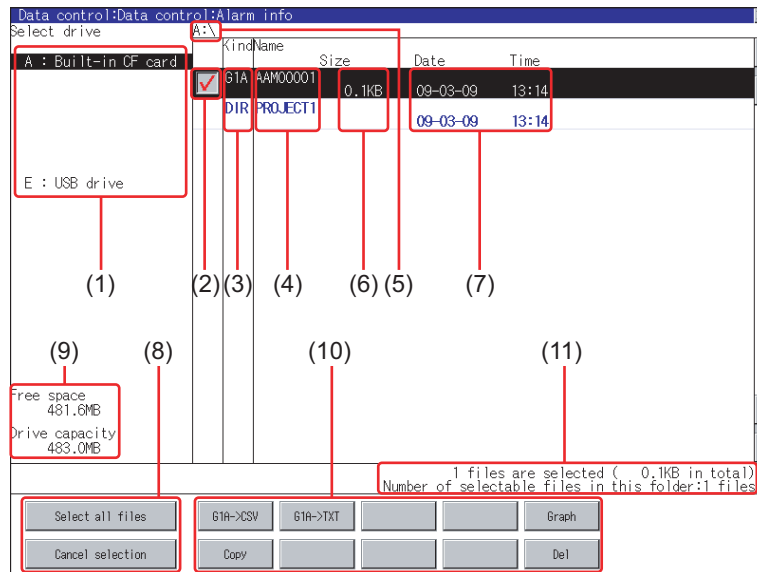 Data control:Data control:Alarm info
Select drive A:\
Kind Name Size Date Time
A : Built-in CF card
G1A AAM00001 0.1KB 09-03-09 13:14
DIR PROJECT1 09-03-09 13:14
E : USB drive
(1) (2) (3) (4) (6) (5) (7)
(9) (8) (10) (11)
Free space
481.6MB
Drive capacity
483.0MB
1 files are selected ( 0.1KB in total)
Number of selectable files in this folder:1 files
Select all files G1A->CSV G1A->TXT Graph
Cancel selection Copy Del